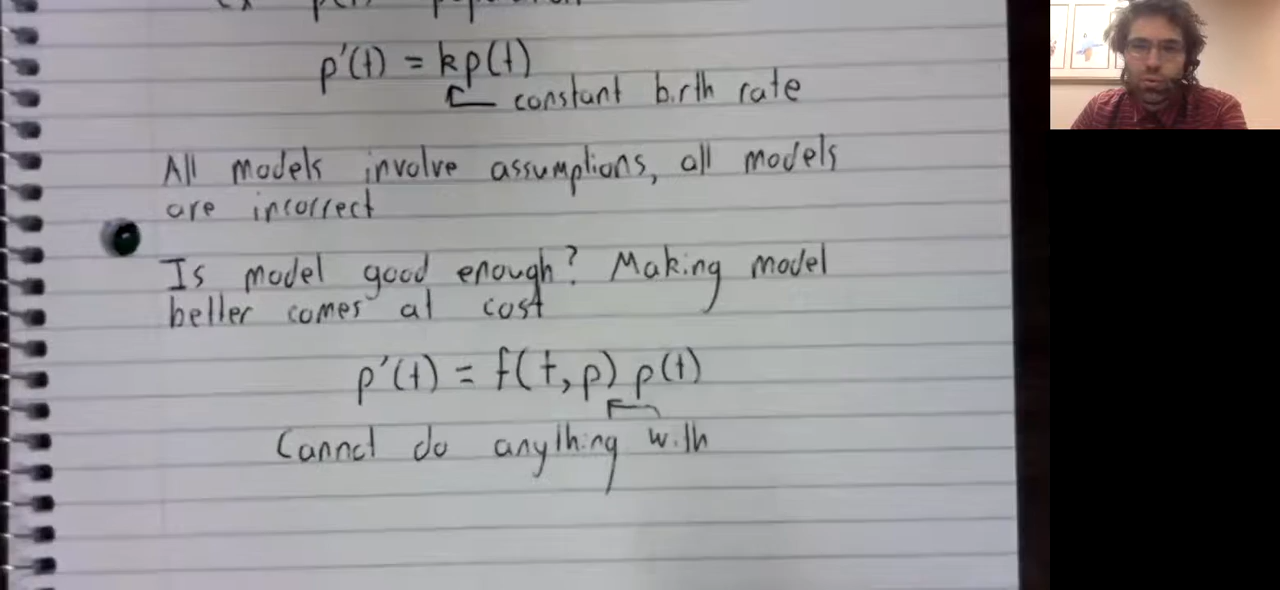 p'(t) = kp(t)
constant birth rate
All models involve assumptions, all models
are incorrect
Is model good enough? Making model
better comes at cost
p'(t) = f(t,p) p(t)
Cannot do anything with